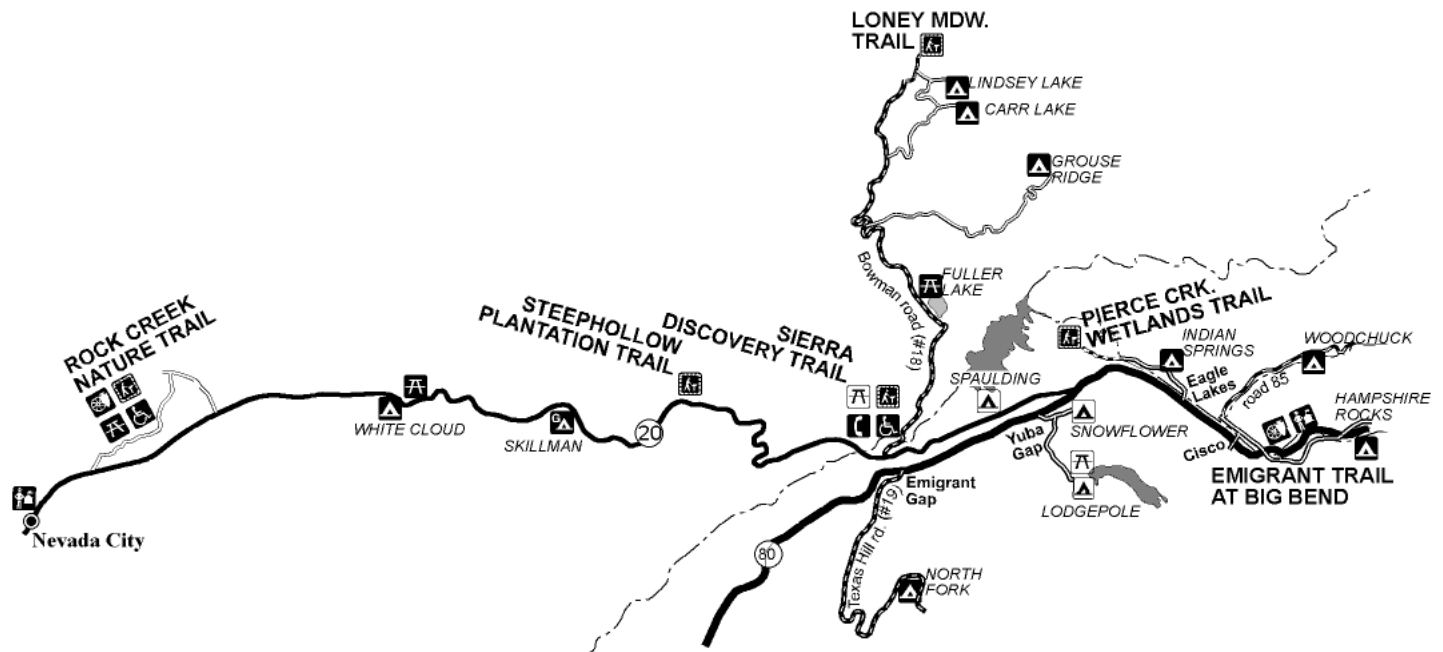 LONEY MDW.
TRAIL
LINDSEY LAKE
CARR LAKE
GROUSE
RIDGE
Bowman road (#18)
FULLER
LAKE
ROCK CREEK
NATURE TRAIL
STEEPHOLLOW
PLANTATION TRAIL
SIERRA
DISCOVERY TRAIL
PIERCE CRK.
WETLANDS TRAIL
INDIAN
SPRINGS
WOODCHUCK
SPAULDING
Eagle
Lakes
road 85
HAMPSHIRE
ROCKS
WHITE CLOUD
G
SKILLMAN
20
SNOWFLOWER
Yuba
Gap
Cisco
EMIGRANT TRAIL
AT BIG BEND
Emigrant
Gap
LODGEPOLE
Nevada City
80
Texas Hill rd. (#19)
NORTH
FORK